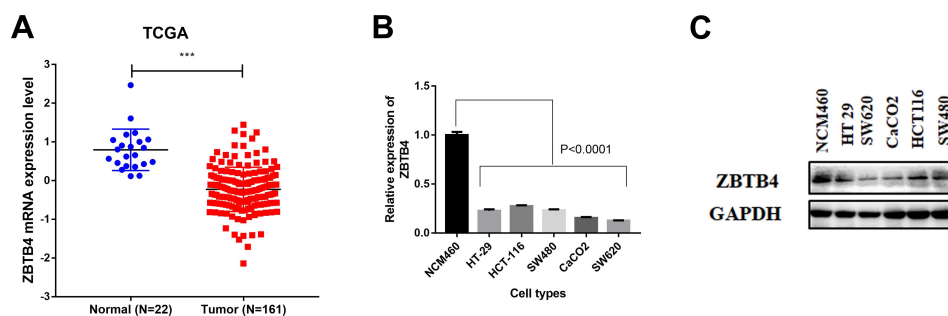 A
TCGA
***
ZBTB4 mRNA expression level
3
2
1
0
-1
-2
-3
Normal (N=22)
Tumor (N=161)
B
Relative expression of
ZBTB4
1.5
1.0
0.5
0.0
P<0.0001
NCM460
HT-29
HCT-116
SW480
CaCO2
SW620
Cell types
C
NCM460
HT 29
SW620
CaCO2
HCT116
SW480
ZBTB4
GAPDH